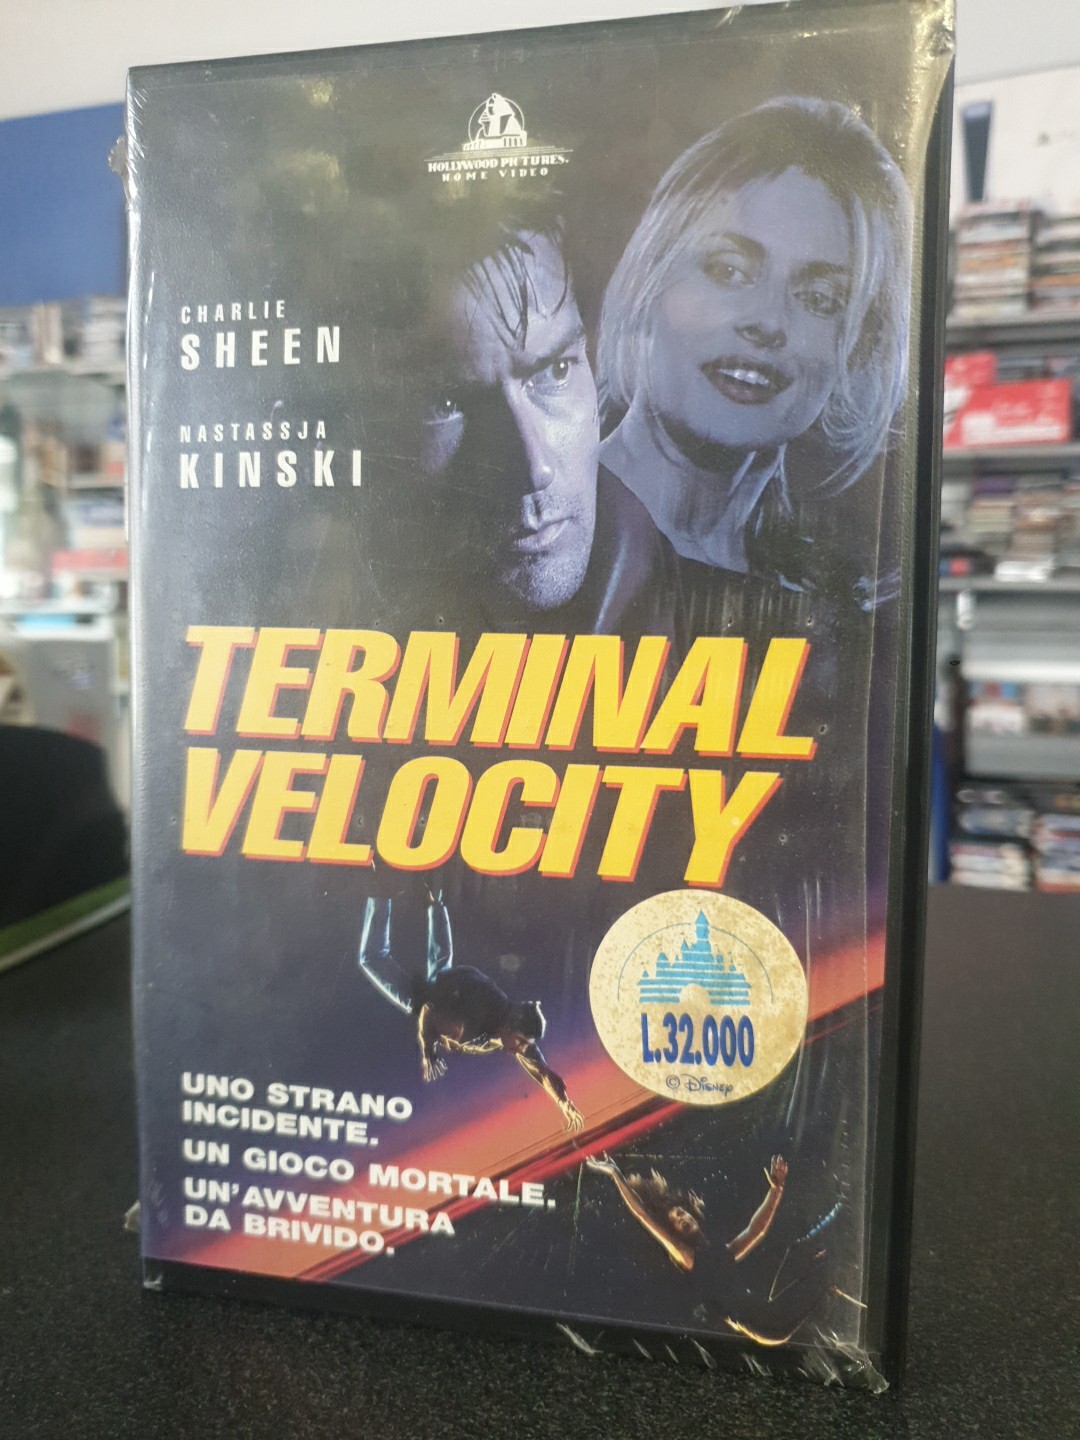 HOLLYWOOD PICTURES.
HOME VIDEO
CHARLIE
SHEEN
NASTASSJA
KINSKI
TERMINAL
VELOCITY
L.32.000
© Disney
UNO STRANO
INCIDENTE.
UN GIOCO MORTALE.
UN'AVVENTURA
DA BRIVIDO.